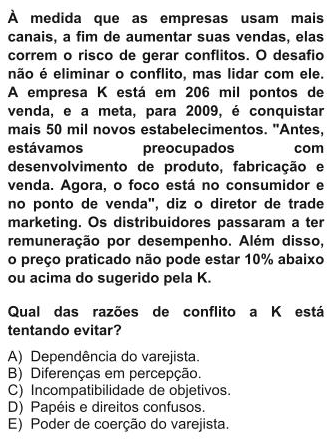 À medida que as empresas usam mais
canais, a fim de aumentar suas vendas, elas
correm o risco de gerar conflitos. O desafio
não é eliminar o conflito, mas lidar com ele.
A empresa K está em 206 mil pontos de
venda, e a meta, para 2009, é conquistar
mais 50 mil novos estabelecimentos. "Antes,
estávamos preocupados com
desenvolvimento de produto, fabricação e
venda. Agora, o foco está no consumidor e
no ponto de venda", diz o diretor de trade
marketing. Os distribuidores passaram a ter
remuneração por desempenho. Além disso,
o preço praticado não pode estar 10% abaixo
ou acima do sugerido pela K.
Qual das razões de conflito a K está
tentando evitar?
A) Dependência do varejista.
B) Diferenças em percepção.
C) Incompatibilidade de objetivos.
D) Papéis e direitos confusos.
E) Poder de coerção do varejista.